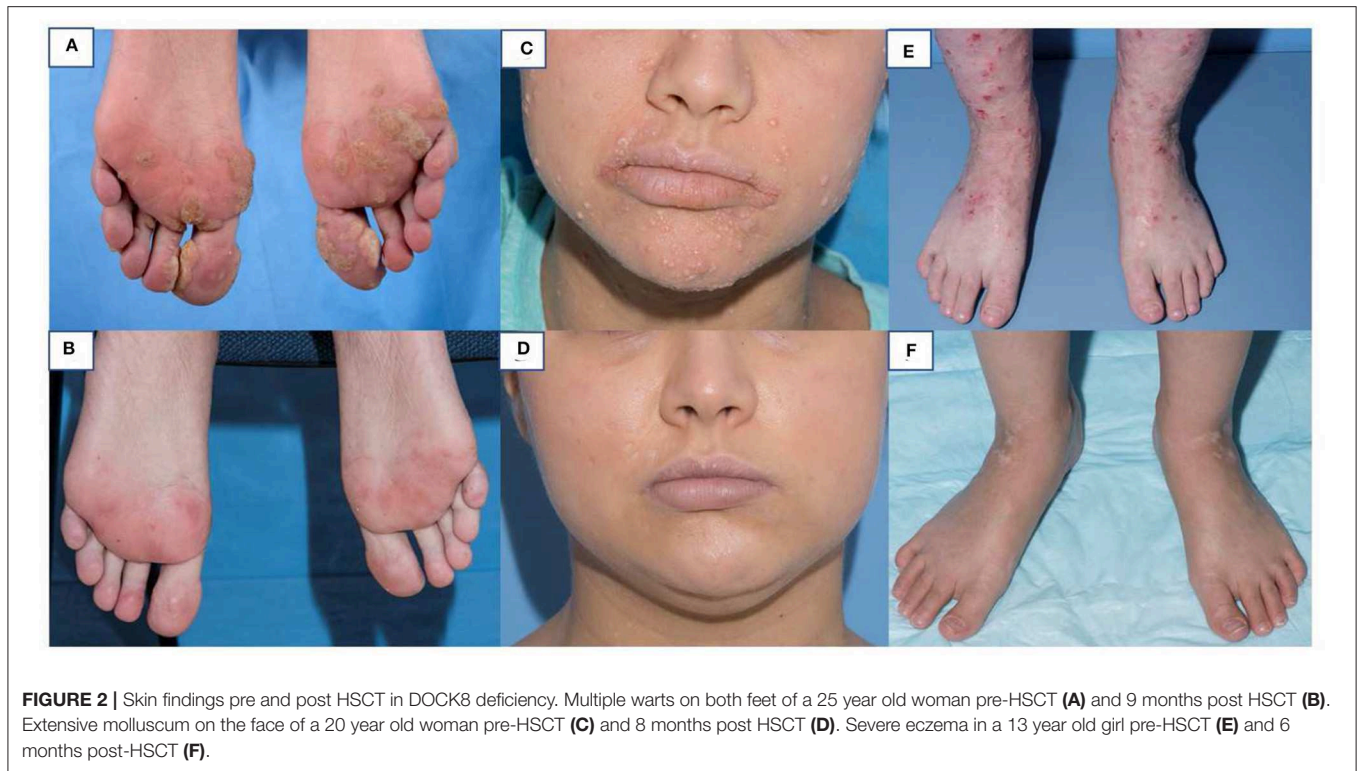 A
C
E
B
D
F
FIGURE 2 | Skin findings pre and post HSCT in DOCK8 deficiency. Multiple warts on both feet of a 25 year old woman pre-HSCT (A) and 9 months post HSCT (B).
Extensive molluscum on the face of a 20 year old woman pre-HSCT (C) and 8 months post HSCT (D). Severe eczema in a 13 year old girl pre-HSCT (E) and 6
months post-HSCT (F).